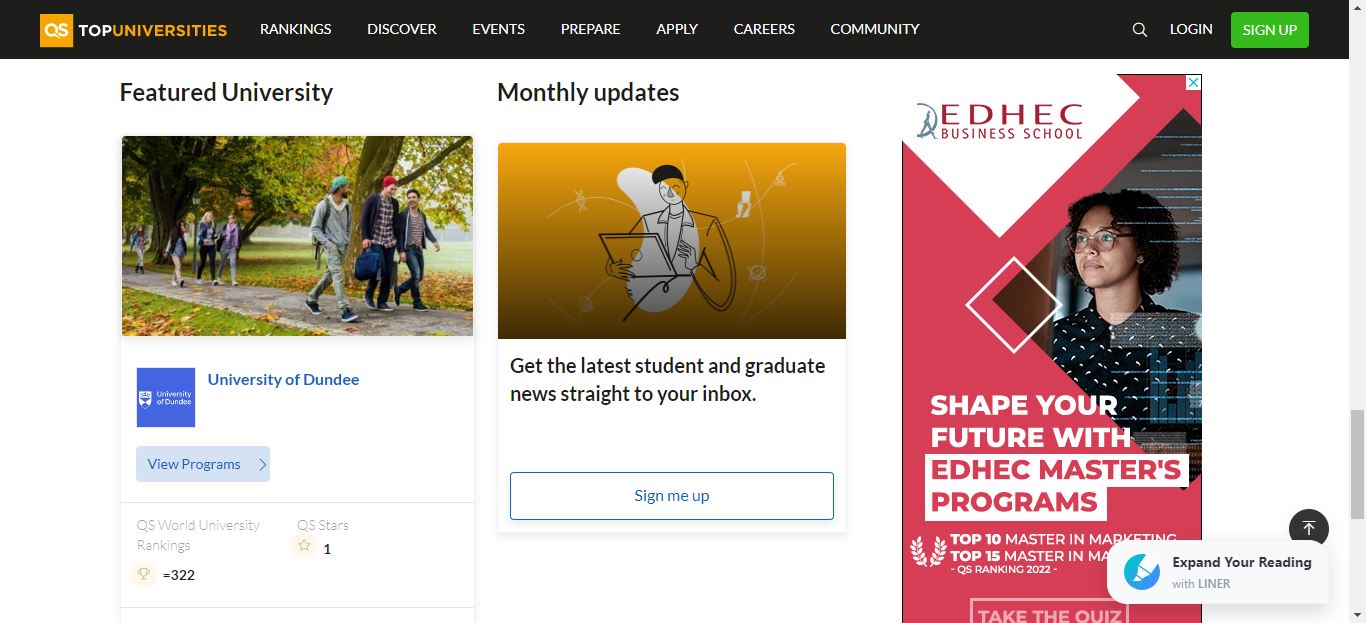 QS TOPUNIVERSITIES RANKINGS DISCOVER EVENTS PREPARE APPLY CAREERS COMMUNITY LOGIN SIGN UP
Featured University
University of Dundee
University of Dundee
View Programs
QS World University Rankings
=322
QS Stars
1
Monthly updates
Get the latest student and graduate
news straight to your inbox.
Sign me up
EDHEC
BUSINESS SCHOOL
SHAPE YOUR
FUTURE WITH
EDHEC MASTER'S
PROGRAMS
TOP 10 MASTER IN MARKETING
TOP 15 MASTER IN MA
- QS RANKING 2022 -
TAKE THE QUIZ
Expand Your Reading
with LINER